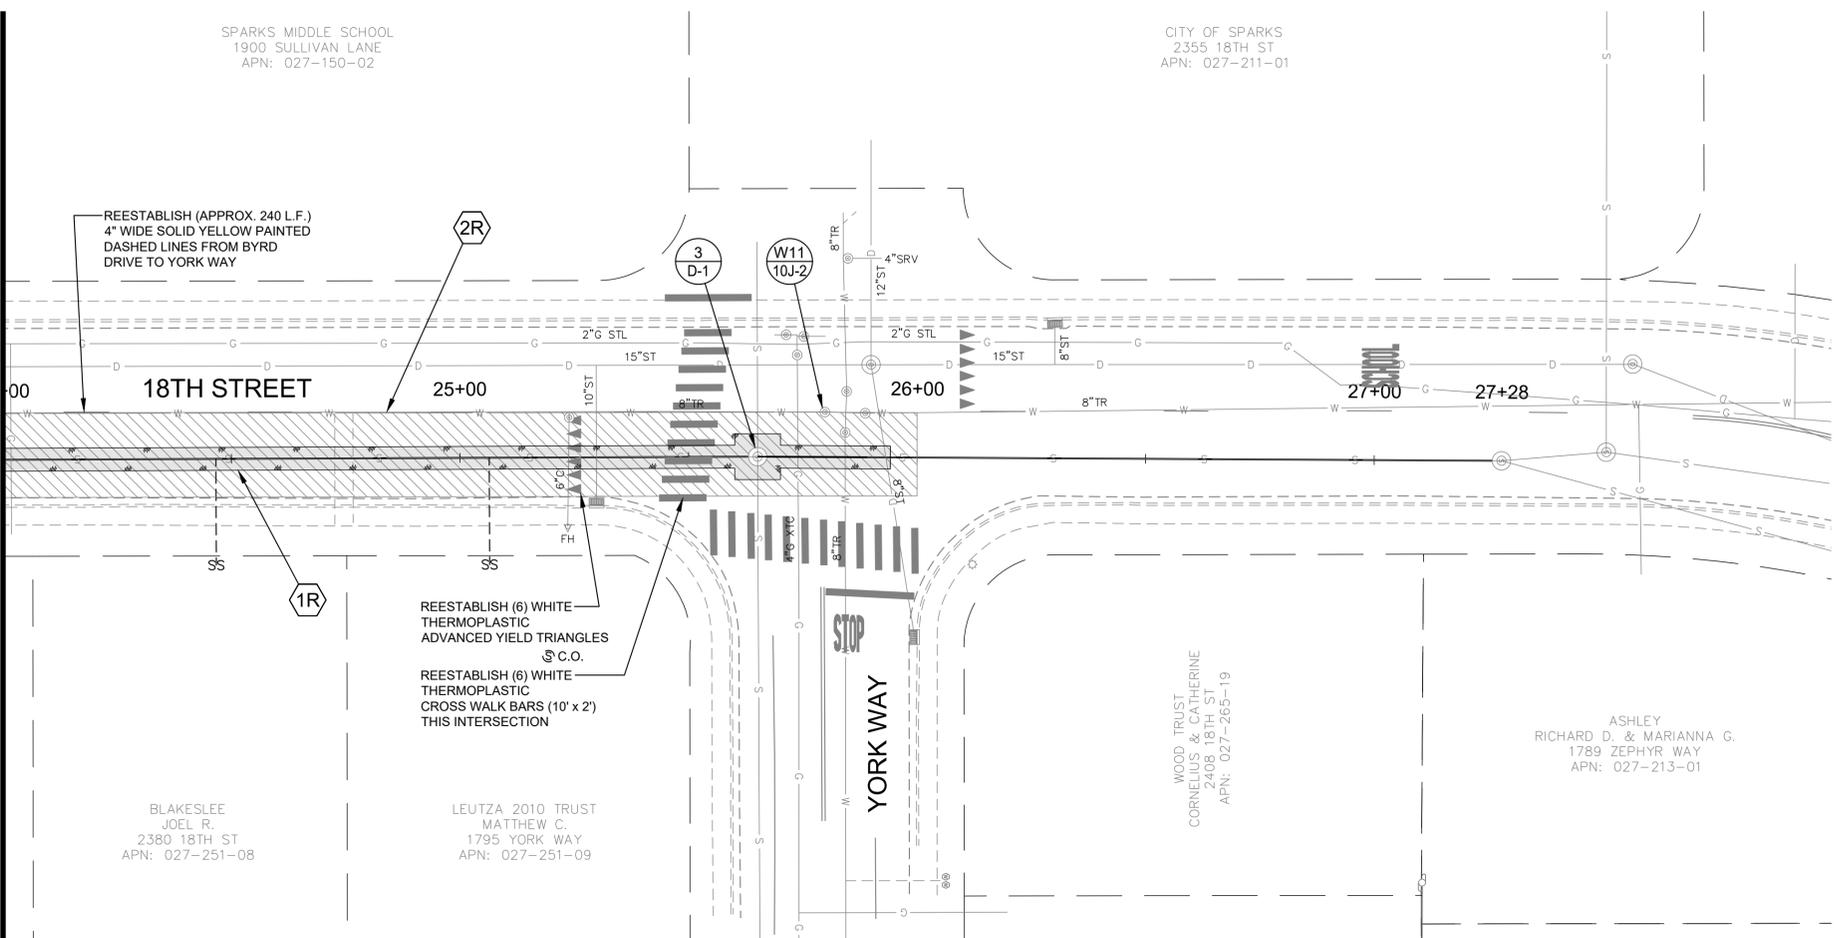 SPARKS MIDDLE SCHOOL
1900 SULLIVAN LANE
APN: 027-150-02
CITY OF SPARKS
2355 18TH ST
APN: 027-211-01
REESTABLISH (APPROX. 240 L.F.)
4" WIDE SOLID YELLOW PAINTED
DASHED LINES FROM BYRD
DRIVE TO YORK WAY
2R
3
D-1
W11
10J-2
8"TR
4"SRV
12"ST
2"G STL
2"G STL
15"ST
15"ST
8"ST
10"ST
SCHOOL
+00
18TH STREET
25+00
26+00
27+00
27+28
8"TR
8"TR
6"C
8"ST
FH
SS
SS
1R
4"G XTC
8"TR
REESTABLISH (6) WHITE
THERMOPLASTIC
ADVANCED YIELD TRIANGLES
S C.O.
REESTABLISH (6) WHITE
THERMOPLASTIC
CROSS WALK BARS (10' x 2')
THIS INTERSECTION
STOP
YORK WAY
WOOD TRUST
CORNELIUS & CATHERINE
2408 18TH ST
APN: 027-265-19
ASHLEY
RICHARD D. & MARIANNA G.
1789 ZEPHYR WAY
APN: 027-213-01
BLAKESLEE
JOEL R.
2380 18TH ST
APN: 027-251-08
LEUTZA 2010 TRUST
MATTHEW C.
1795 YORK WAY
APN: 027-251-09